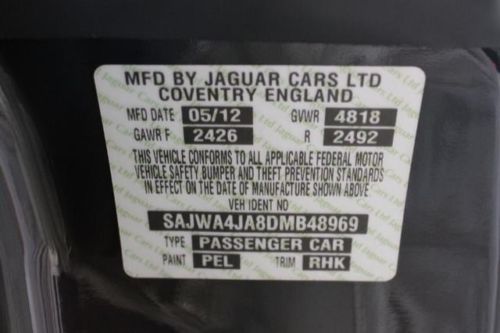 MFD BY JAGUAR CARS LTD
COVENTRY ENGLAND
MFD DATE 05/12 GVWR 4818
GAWR F 2426 R 2492
THIS VEHICLE CONFORMS TO ALL APPLICABLE FEDERAL MOTOR
VEHICLE SAFETY, BUMPER AND THEFT PREVENTION STANDARDS
IN EFFECT ON THE DATE OF MANUFACTURE SHOWN ABOVE.
VEH IDENT NO
SAJWA4JA8DMB48969
TYPE PASSENGER CAR
PAINT PEL TRIM RHK